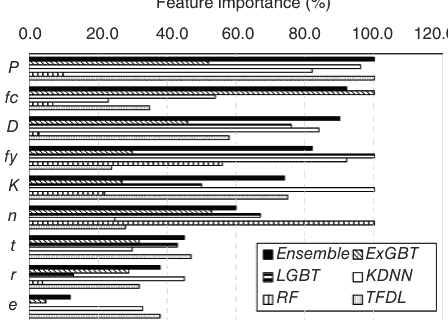 Feature importance (%)
0.0 20.0 40.0 60.0 80.0 100.0 120.0
P
fc
D
fy
K
n
t
r
e
Ensemble ExGBT
LGBT KDNN
RF TFDL